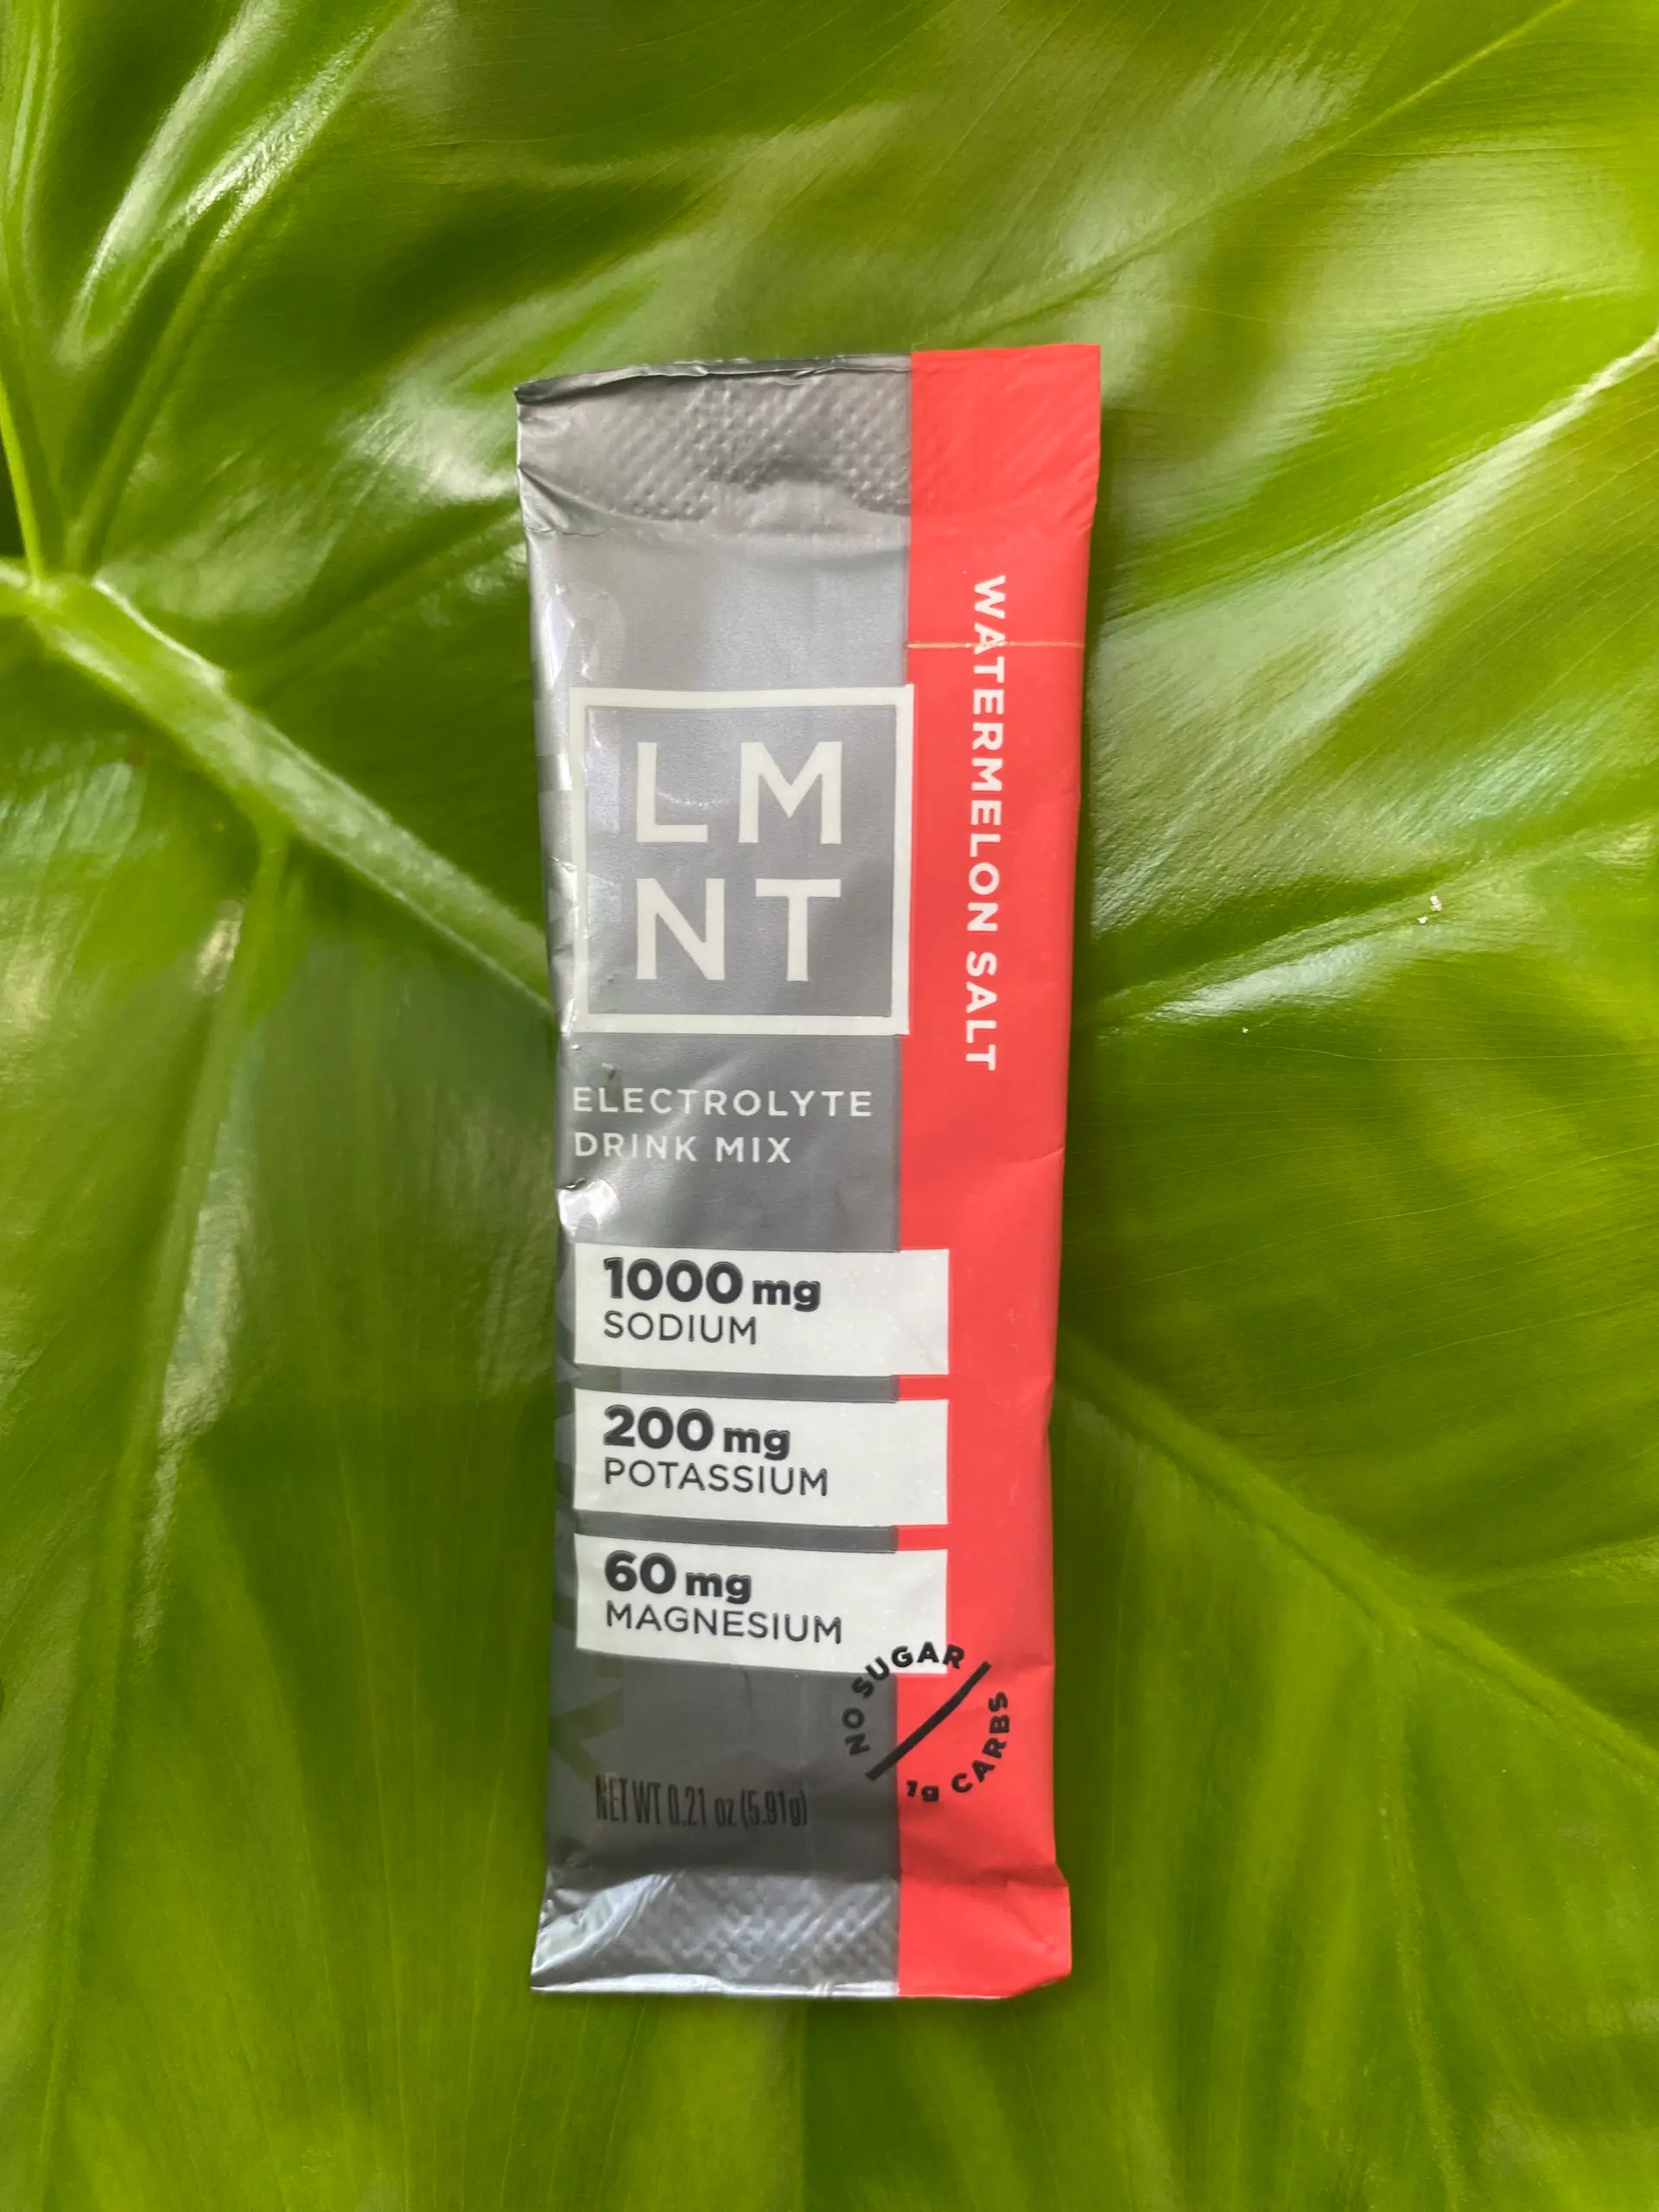 LM
NT
ELECTROLYTE
DRINK MIX
WATERMELON SALT
1000 mg
SODIUM
200 mg
POTASSIUM
60 mg
MAGNESIUM
NO SUGAR
1g CARBS
NET WT 0.21 oz (5.91g)